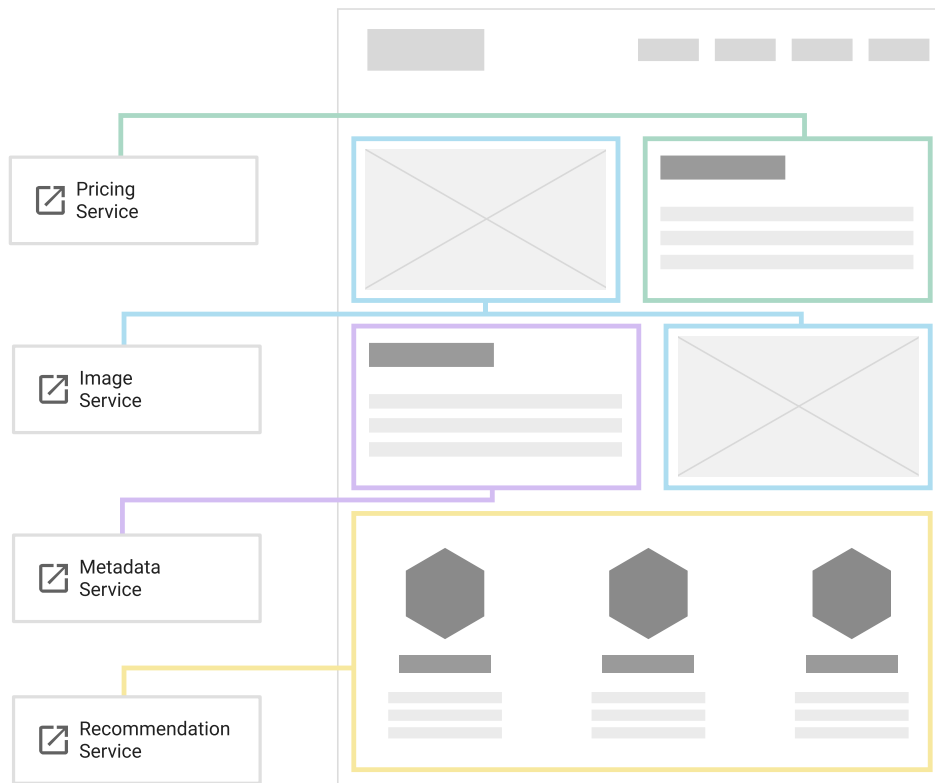 Pricing
Service
Image
Service
Metadata
Service
Recommendation
Service